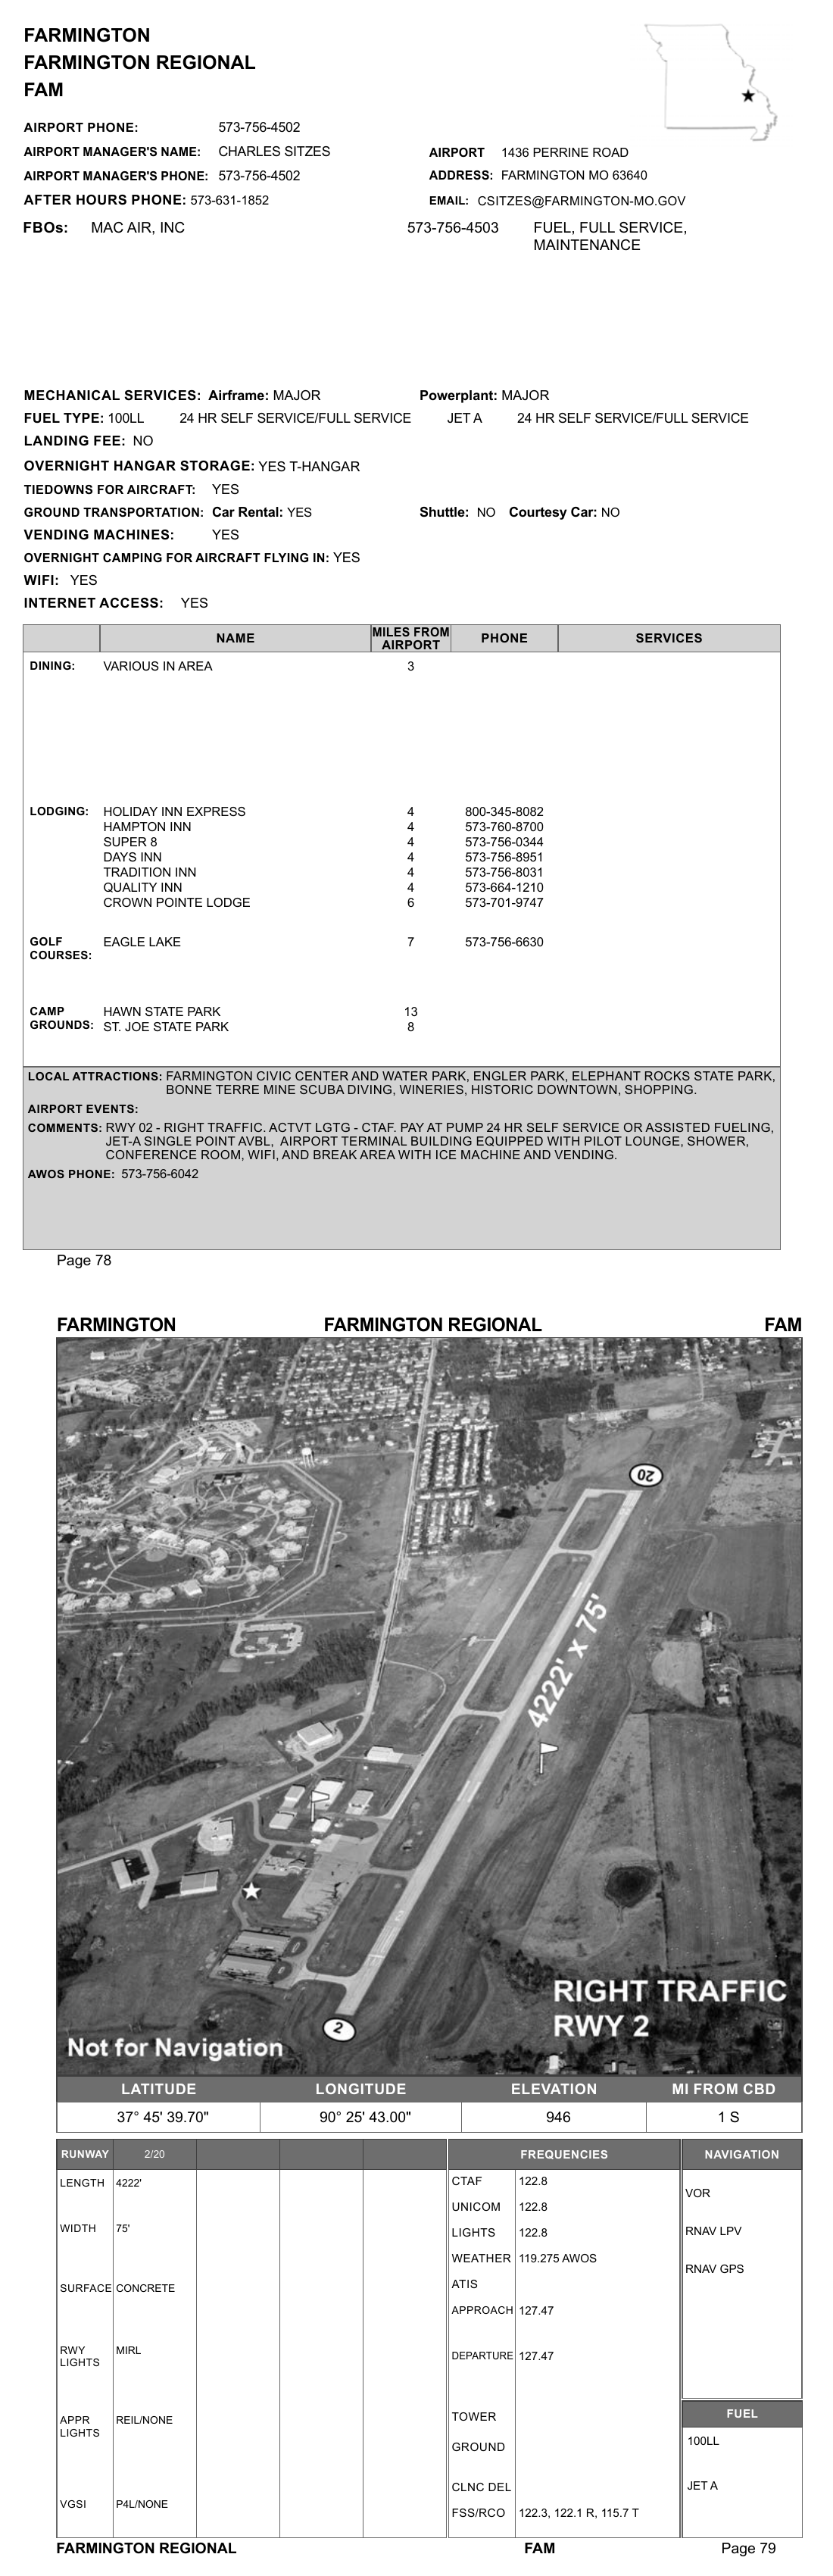 FARMINGTON
FARMINGTON REGIONAL
FAM
AIRPORT PHONE: 573-756-4502
AIRPORT MANAGER'S NAME: CHARLES SITZES
AIRPORT 1436 PERRINE ROAD
AIRPORT MANAGER'S PHONE: 573-756-4502
ADDRESS: FARMINGTON MO 63640
AFTER HOURS PHONE: 573-631-1852
EMAIL: CSITZES@FARMINGTON-MO.GOV
FBOs: MAC AIR, INC 573-756-4503 FUEL, FULL SERVICE,
MAINTENANCE
MECHANICAL SERVICES: Airframe: MAJOR Powerplant: MAJOR
FUEL TYPE: 100LL 24 HR SELF SERVICE/FULL SERVICE JET A 24 HR SELF SERVICE/FULL SERVICE
LANDING FEE: NO
OVERNIGHT HANGAR STORAGE: YES T-HANGAR
TIEDOWNS FOR AIRCRAFT: YES
GROUND TRANSPORTATION: Car Rental: YES Shuttle: NO Courtesy Car: NO
VENDING MACHINES: YES
OVERNIGHT CAMPING FOR AIRCRAFT FLYING IN: YES
WIFI: YES
INTERNET ACCESS: YES
NAME MILES FROM AIRPORT PHONE SERVICES
DINING: VARIOUS IN AREA 3
LODGING: HOLIDAY INN EXPRESS 4 800-345-8082
HAMPTON INN 4 573-760-8700
SUPER 8 4 573-756-0344
DAYS INN 4 573-756-8951
TRADITION INN 4 573-756-8031
QUALITY INN 4 573-664-1210
CROWN POINTE LODGE 6 573-701-9747
GOLF COURSES: EAGLE LAKE 7 573-756-6630
CAMP HAWN STATE PARK 13
GROUNDS: ST. JOE STATE PARK 8
LOCAL ATTRACTIONS: FARMINGTON CIVIC CENTER AND WATER PARK, ENGLER PARK, ELEPHANT ROCKS STATE PARK,
BONNE TERRE MINE SCUBA DIVING, WINERIES, HISTORIC DOWNTOWN, SHOPPING.
AIRPORT EVENTS:
COMMENTS: RWY 02 - RIGHT TRAFFIC. ACTVT LGTG - CTAF. PAY AT PUMP 24 HR SELF SERVICE OR ASSISTED FUELING,
JET-A SINGLE POINT AVBL, AIRPORT TERMINAL BUILDING EQUIPPED WITH PILOT LOUNGE, SHOWER,
CONFERENCE ROOM, WIFI, AND BREAK AREA WITH ICE MACHINE AND VENDING.
AWOS PHONE: 573-756-6042
Page 78
FARMINGTON FARMINGTON REGIONAL FAM
20
4222' x 75'
2
RIGHT TRAFFIC
RWY 2
Not for Navigation
LATITUDE LONGITUDE ELEVATION MI FROM CBD
37° 45' 39.70" 90° 25' 43.00" 946 1 S
RUNWAY 2/20
LENGTH 4222'
WIDTH 75'
SURFACE CONCRETE
RWY LIGHTS MIRL
APPR LIGHTS REIL/NONE
VGSI P4L/NONE
FREQUENCIES
CTAF 122.8
UNICOM 122.8
LIGHTS 122.8
WEATHER 119.275 AWOS
ATIS
APPROACH 127.47
DEPARTURE 127.47
TOWER
GROUND
CLNC DEL
FSS/RCO 122.3, 122.1 R, 115.7 T
NAVIGATION
VOR
RNAV LPV
RNAV GPS
FUEL
100LL
JET A
FARMINGTON REGIONAL FAM Page 79